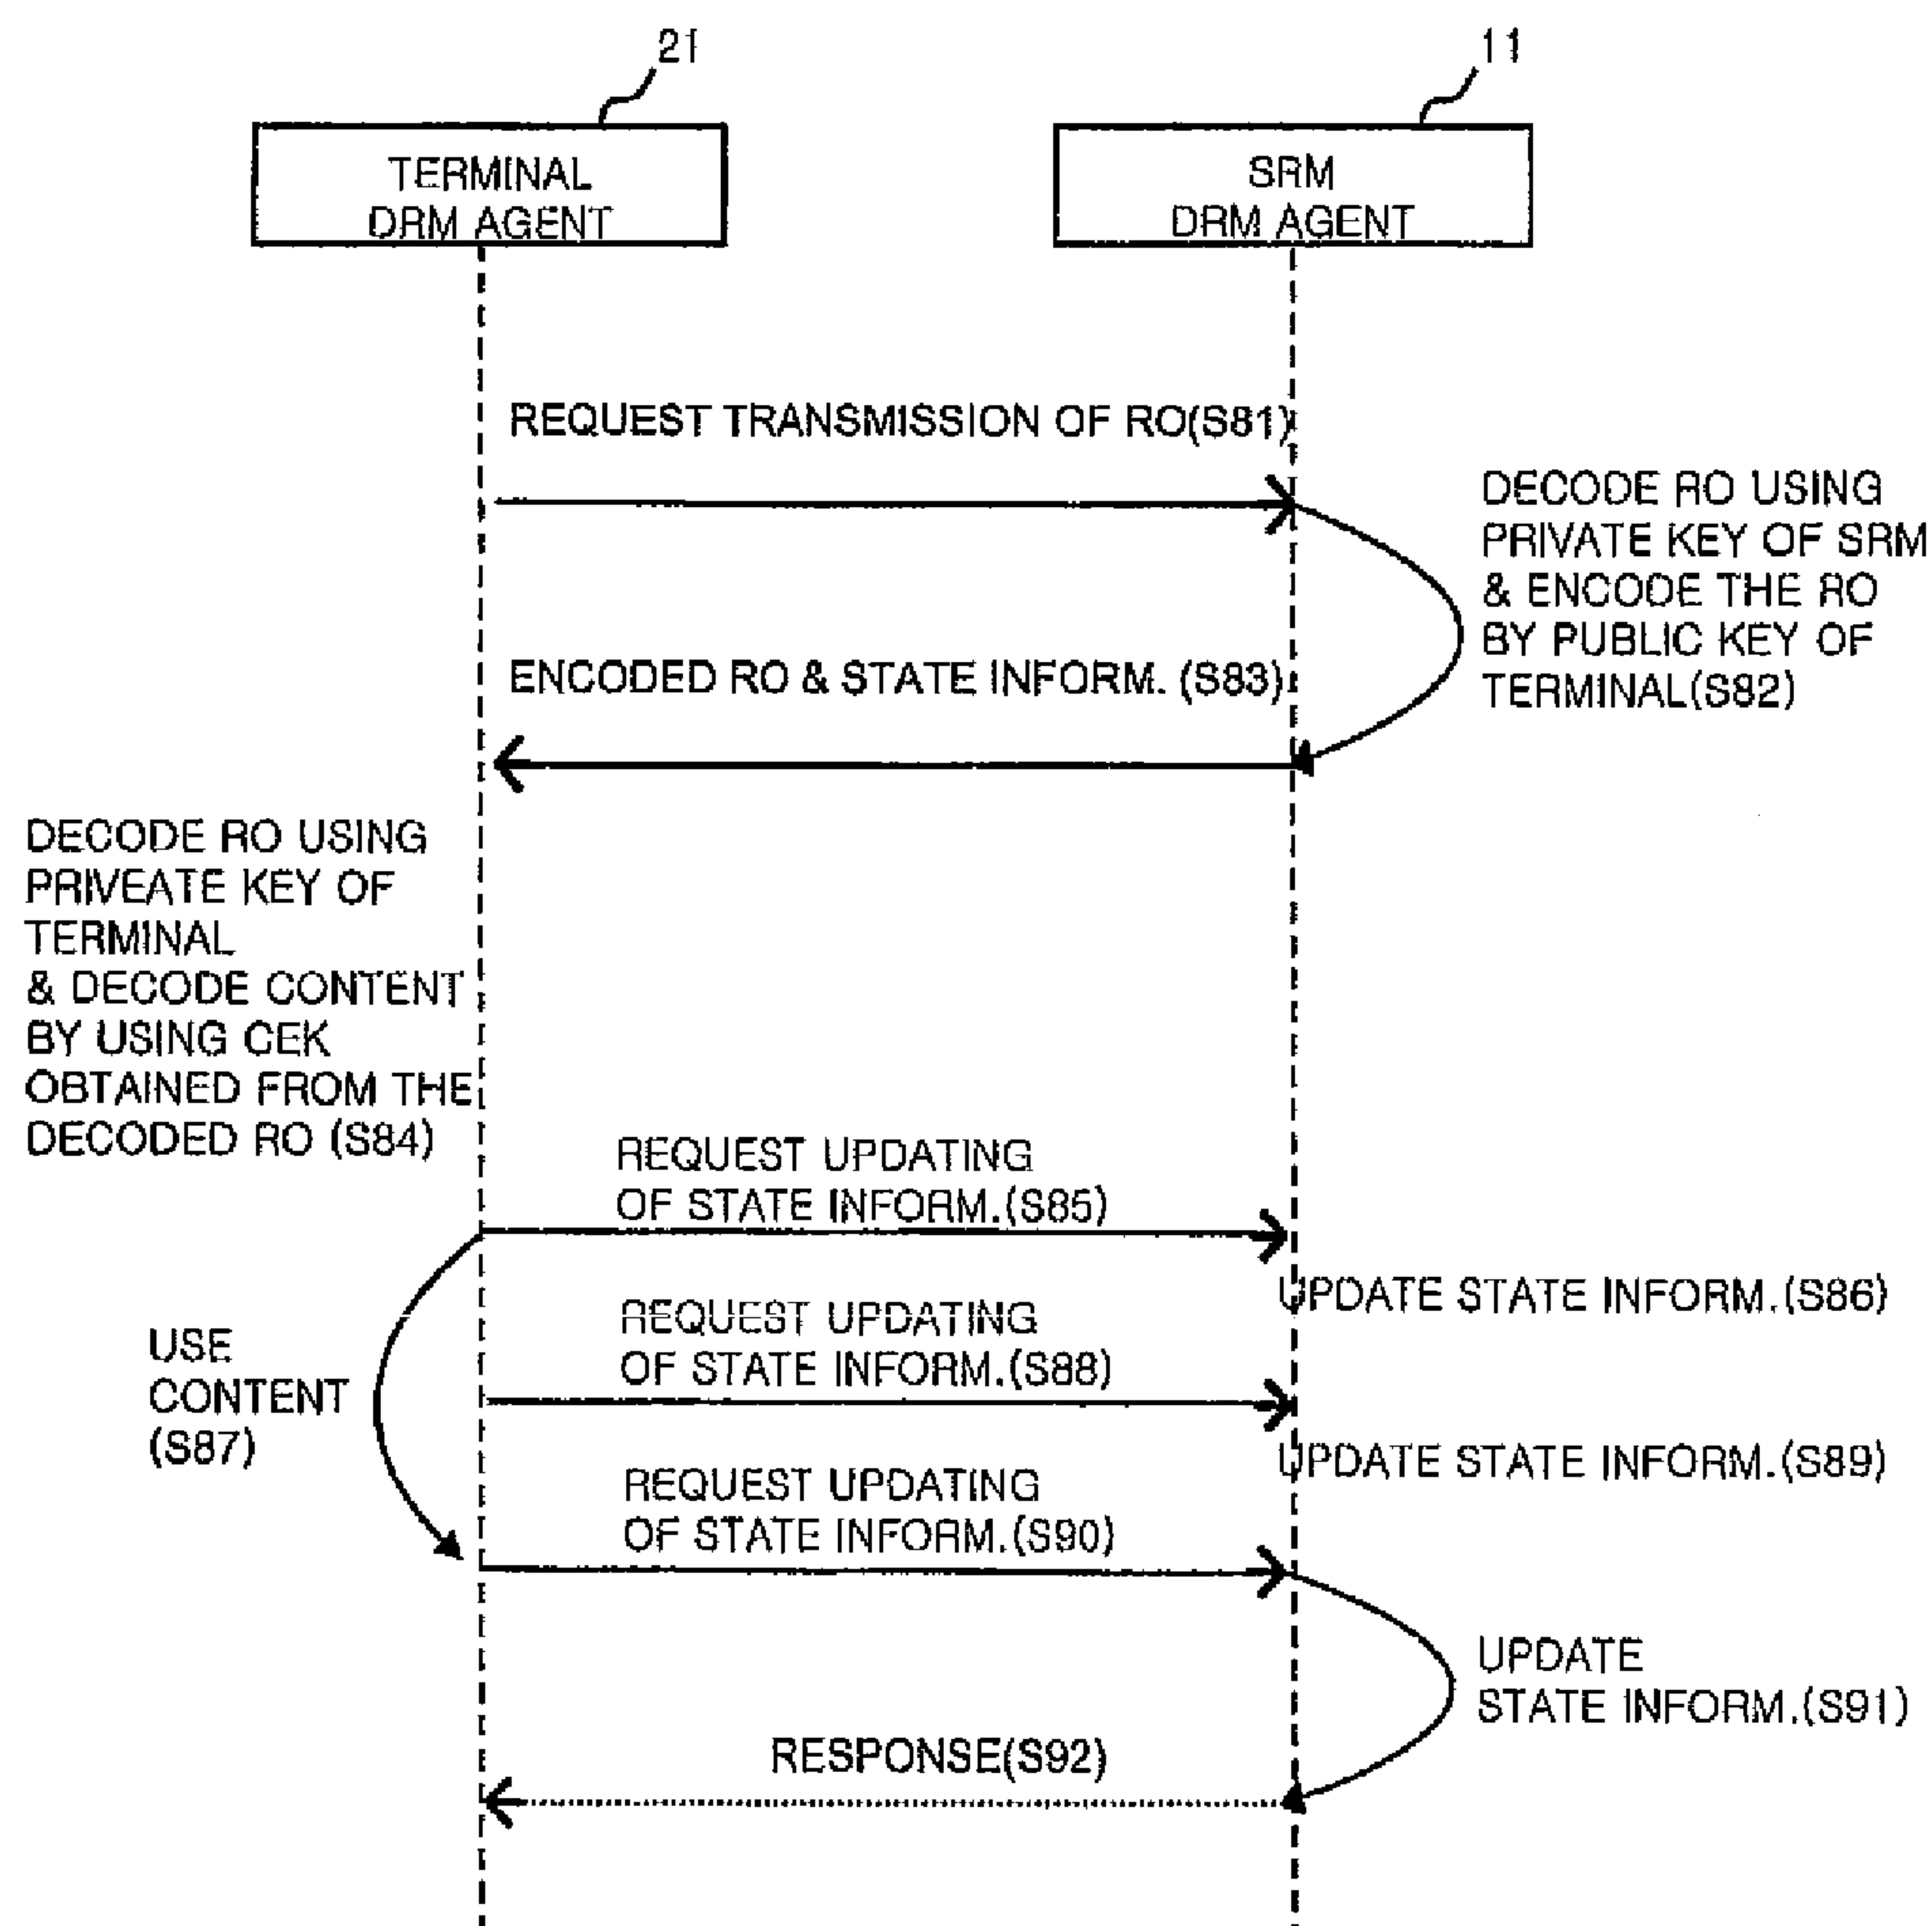 21
11
TERMINAL
DRM AGENT
SRM
DRM AGENT
REQUEST TRANSMISSION OF RO(S81)
DECODE RO USING
PRIVATE KEY OF SRM
& ENCODE THE RO
BY PUBLIC KEY OF
TERMINAL(S82)
ENCODED RO & STATE INFORM. (S83)
DECODE RO USING
PRIVEATE KEY OF
TERMINAL
& DECODE CONTENT
BY USING CEK
OBTAINED FROM THE
DECODED RO (S84)
REQUEST UPDATING
OF STATE INFORM.(S85)
UPDATE STATE INFORM.(S86)
USE
CONTENT
(S87)
REQUEST UPDATING
OF STATE INFORM.(S88)
UPDATE STATE INFORM.(S89)
REQUEST UPDATING
OF STATE INFORM.(S90)
UPDATE
STATE INFORM.(S91)
RESPONSE(S92)